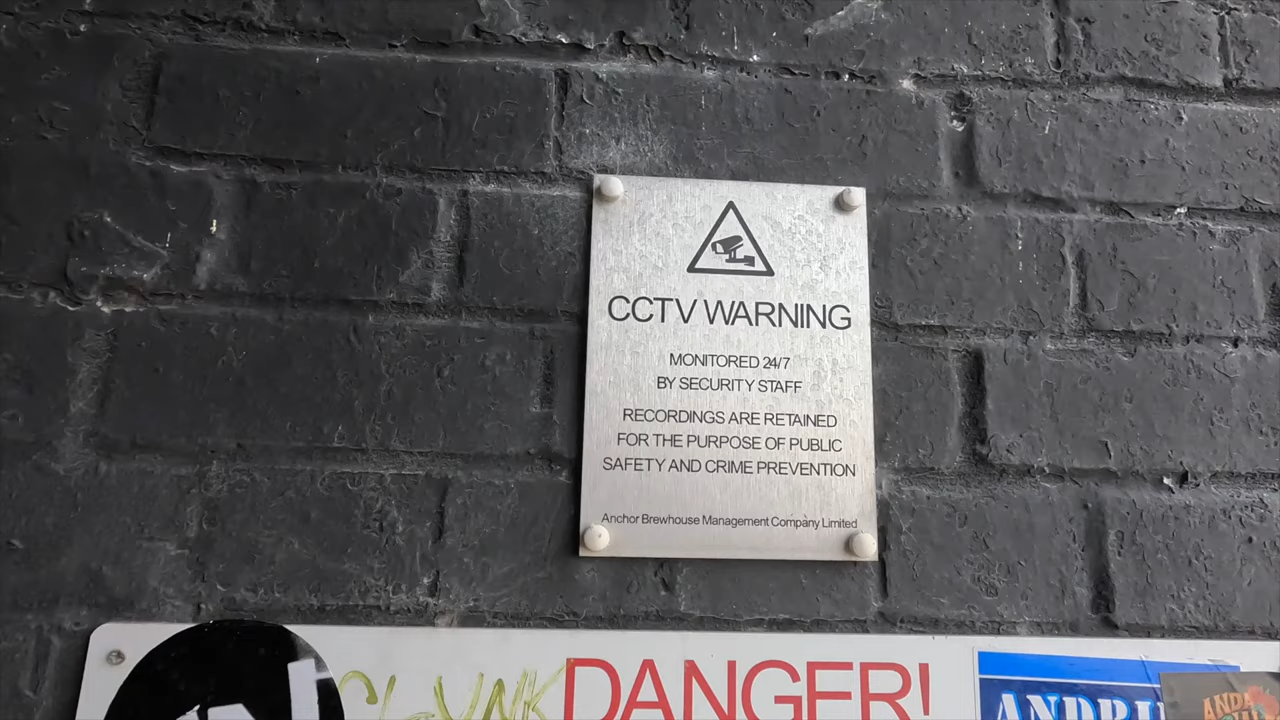 CCTV WARNING
MONITORED 24/7
BY SECURITY STAFF
RECORDINGS ARE RETAINED
FOR THE PURPOSE OF PUBLIC
SAFETY AND CRIME PREVENTION
Anchor Brewhouse Management Company Limited
DANGER!